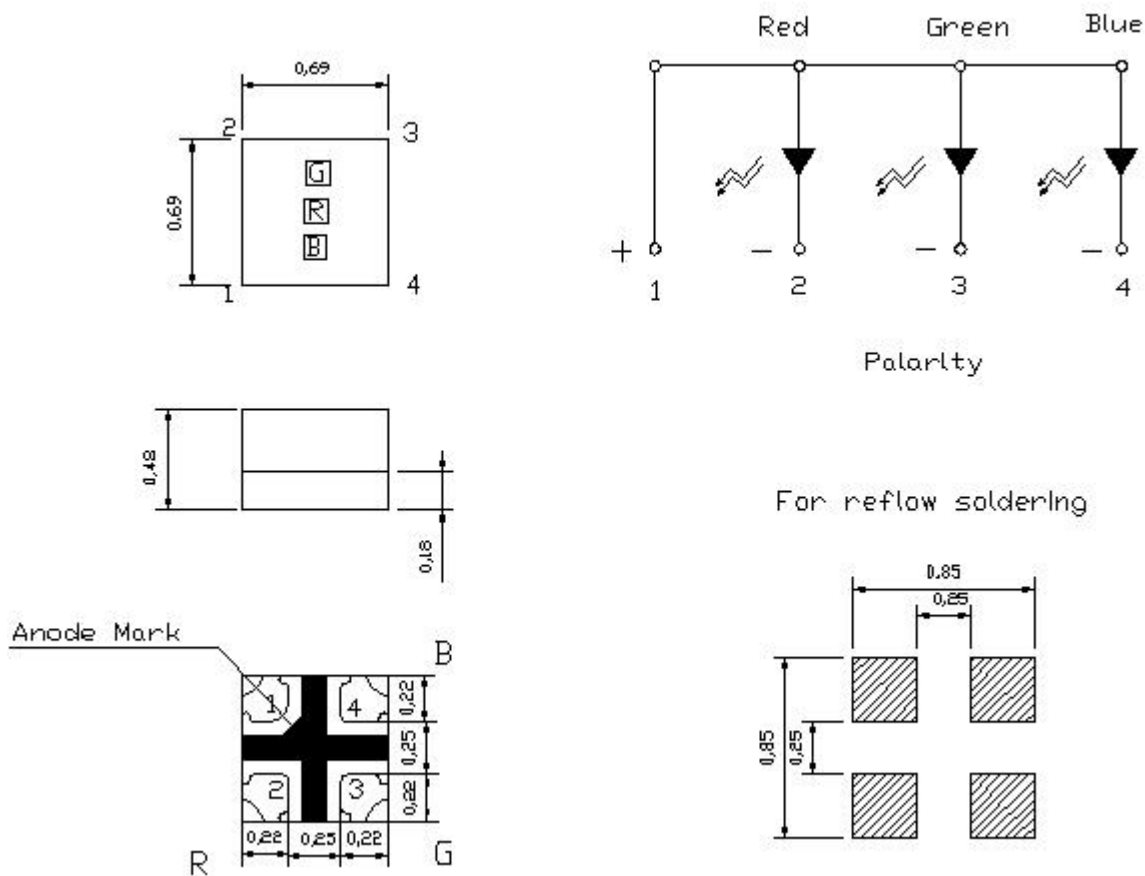 Red Green Blue
0,69
2 3
G
R
B
0,69
1 4
+ - - -
1 2 3 4
Palarity
0,48
0,18
For reflow soldering
0.85
0,25
0.85
0,25
Anode Mark
B
1 4
0,22
0,25
2 3
0,22
0,22 0,25 0,22
R G